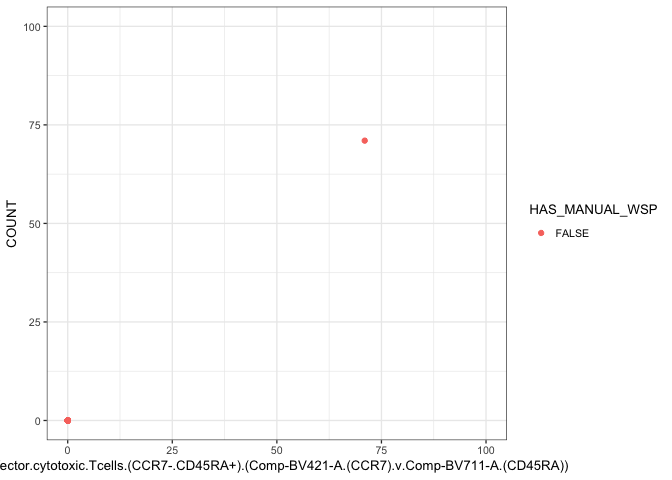 100
75
50
25
0
COUNT
0
25
50
75
100
ector.cytotoxic.Tcells.(CCR7-.CD45RA+).(Comp-BV421-A.(CCR7).v.Comp-BV711-A.(CD45RA))
HAS_MANUAL_WSP
FALSE